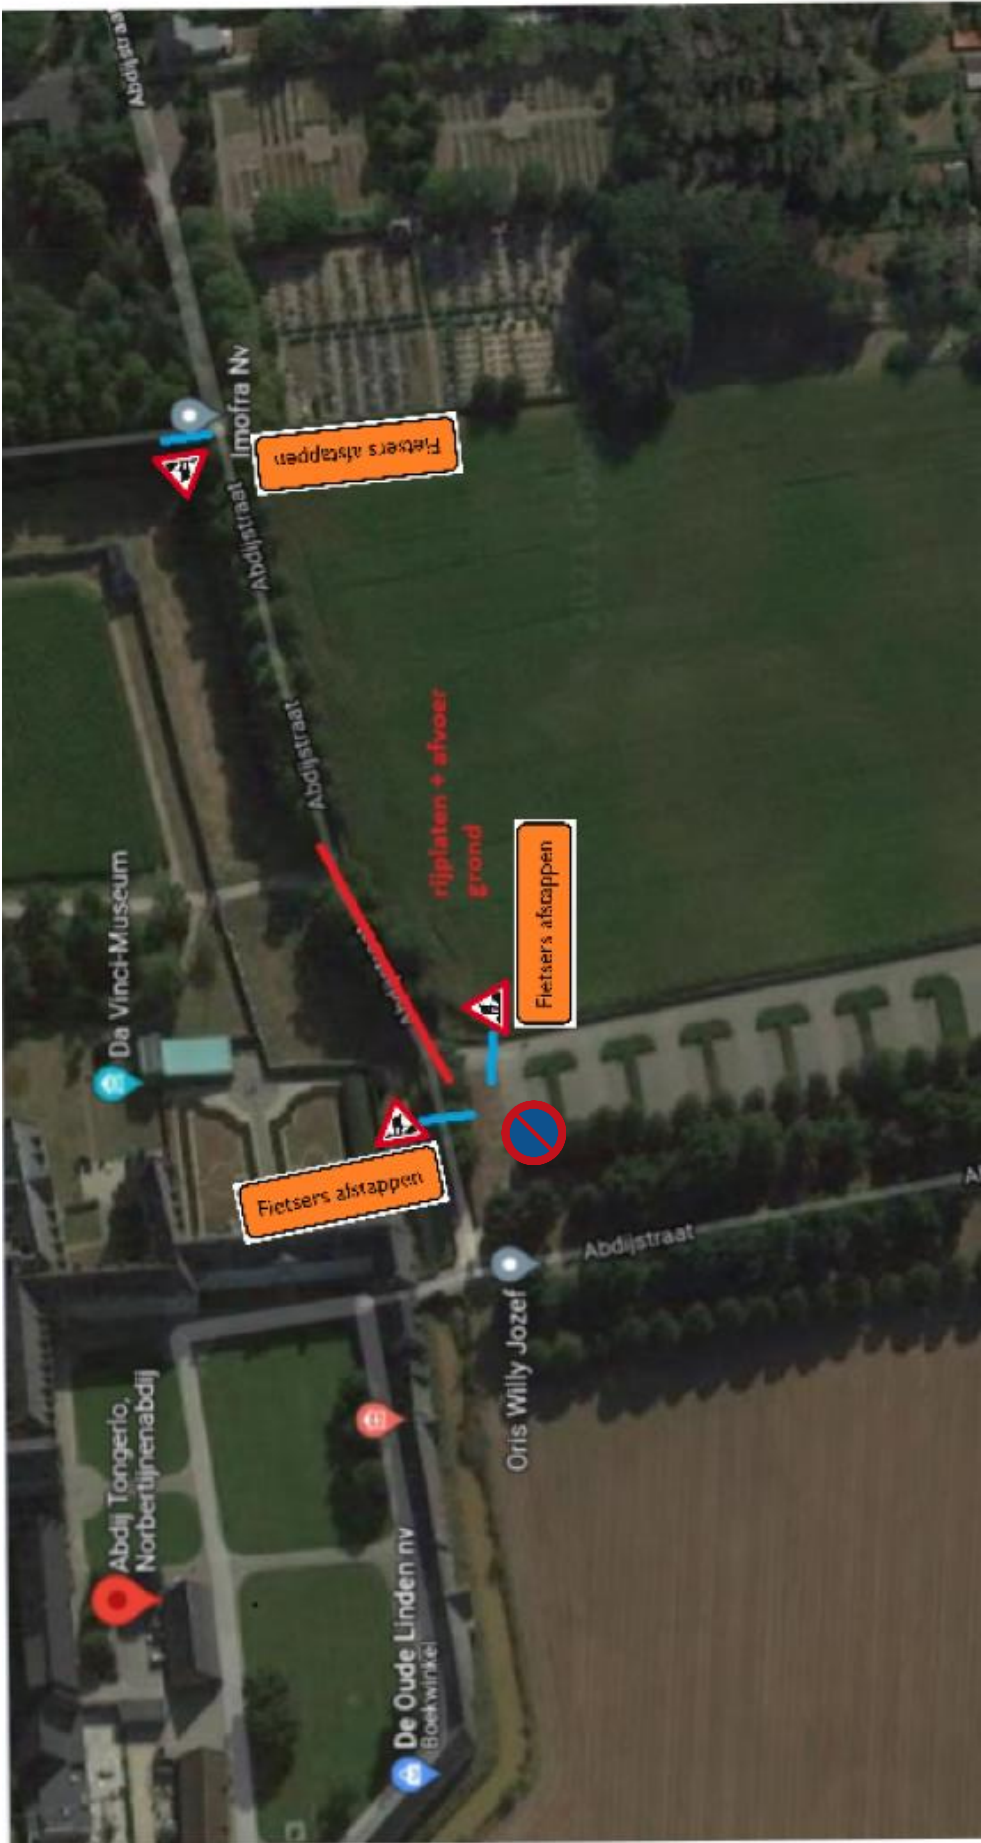 Abdijstraat
Imofra Nv
Fietsers afstappen
Abdijstraat
Abdijstraat
rijplaten + afvoer
grond
Da Vinci-Museum
Fietsers afstappen
Fietsers afstappen
Abdijstraat
Oris Willy Jozef
Abdij Tongerlo,
Norbertijnenabdij
De Oude Linden nv
Boekwinkel